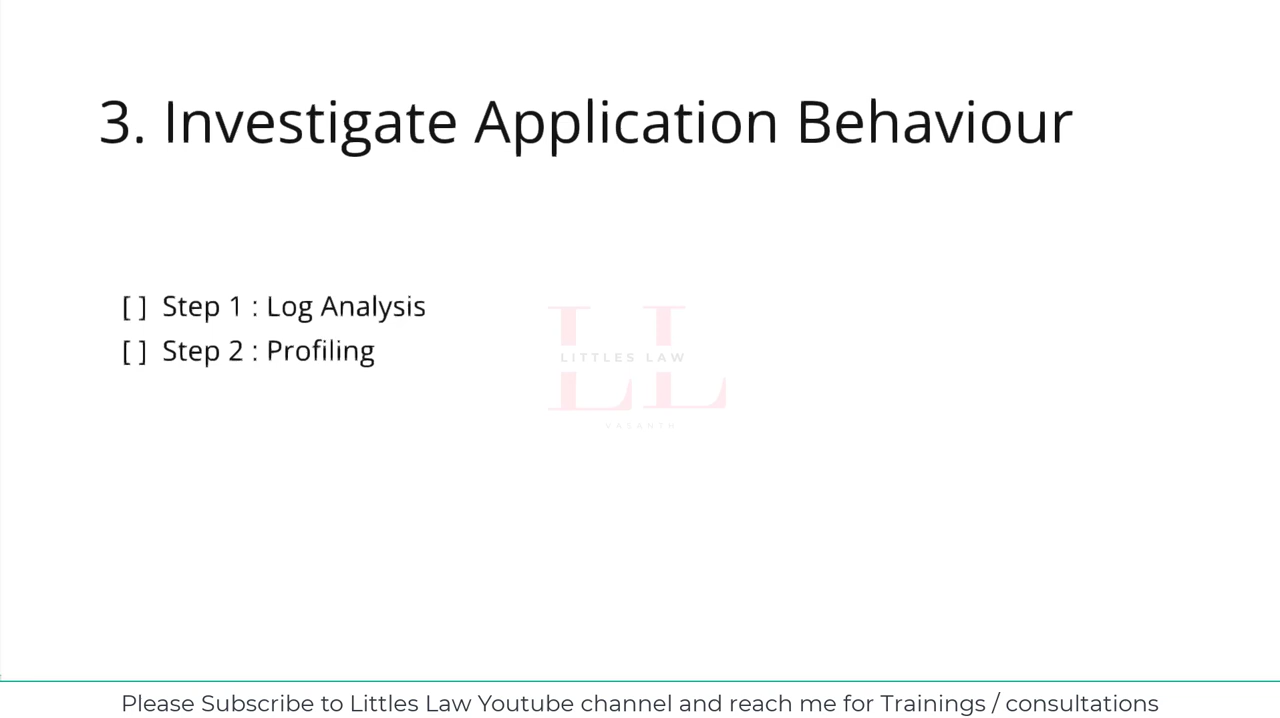 3. Investigate Application Behaviour
[ ] Step 1 : Log Analysis
[ ] Step 2 : Profiling
LITTLES LAW
VASANTH
Please Subscribe to Littles Law Youtube channel and reach me for Trainings / consultations